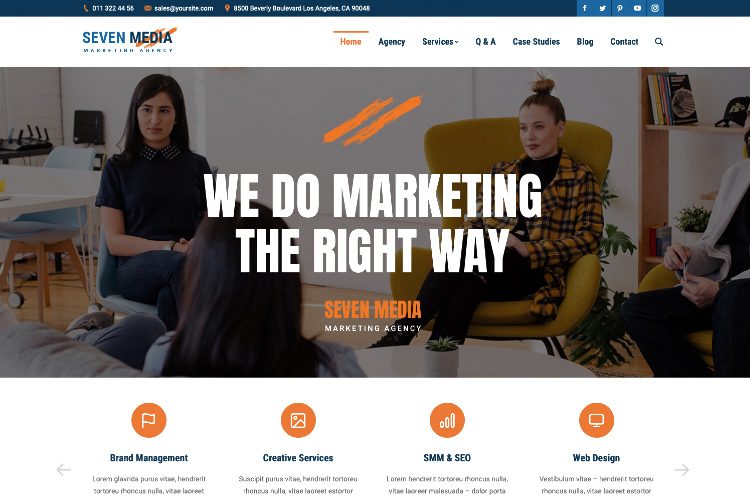 011 322 44 56 sales@yoursite.com 8500 Beverly Boulevard Los Angeles, CA 90048
SEVEN MEDIA
MARKETING AGENCY
Home Agency Services Q & A Case Studies Blog Contact
WE DO MARKETING
THE RIGHT WAY
SEVEN MEDIA
MARKETING AGENCY
Brand Management
Lorem glavrida purus vitae, hendrerit
tortoreu rhoncus nulla, vitae laoreet
Creative Services
Suscipit purus vitae, hendrerit tortoreu
rhoncus nulla, vitae laoreet estortor
SMM & SEO
Lorem hendrerit tortoreu rhoncus nulla,
vitae laoreet malesuada – dolor porta
Web Design
Vestibulum vitae – hendrerit tortoreu
rhoncus nulla, vitae laoreet estortor